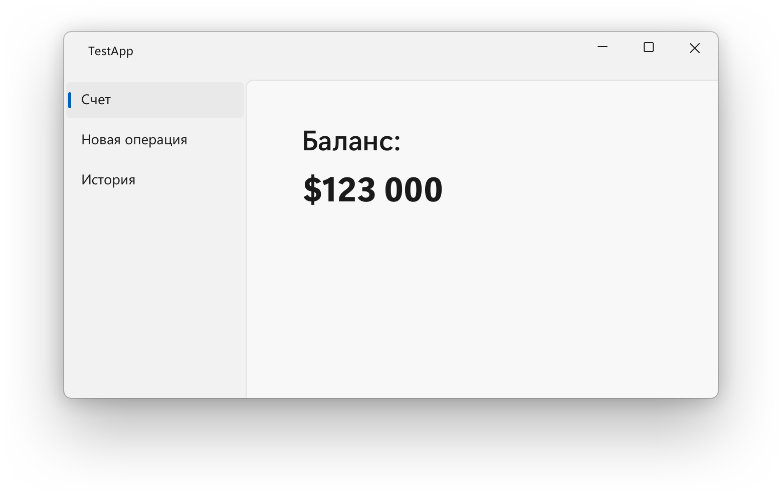 TestApp
Счет
Новая операция
История
Баланс:
$123 000